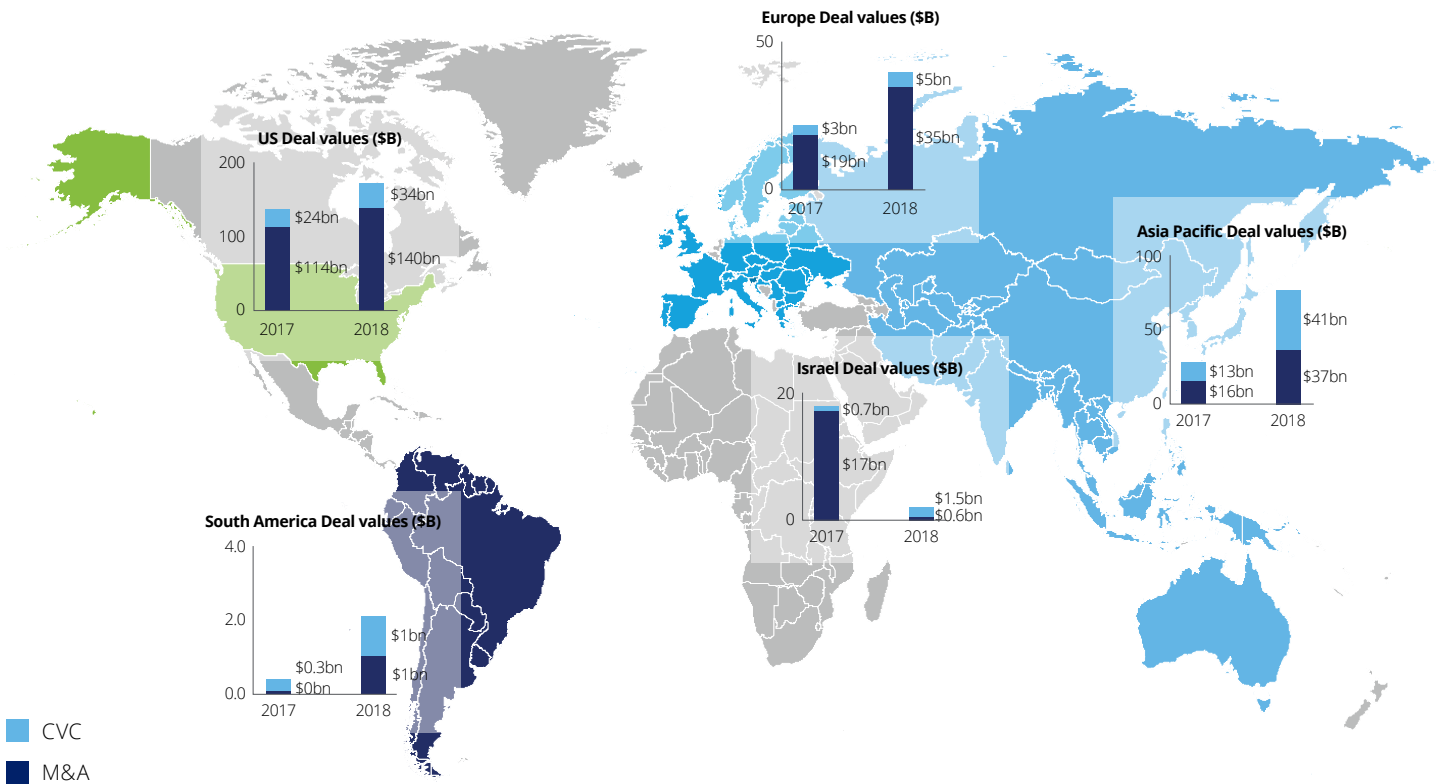 Europe Deal values ($B)
50
0
$3bn
$19bn
$5bn
$35bn
2017
2018
US Deal values ($B)
200
100
0
$24bn
$114bn
$34bn
$140bn
2017
2018
Asia Pacific Deal values ($B)
100
50
0
$13bn
$16bn
$41bn
$37bn
2017
2018
Israel Deal values ($B)
20
0
$0.7bn
$17bn
$1.5bn
$0.6bn
2017
2018
South America Deal values ($B)
4.0
2.0
0.0
$0.3bn
$0bn
$1bn
$1bn
2017
2018
CVC
M&A